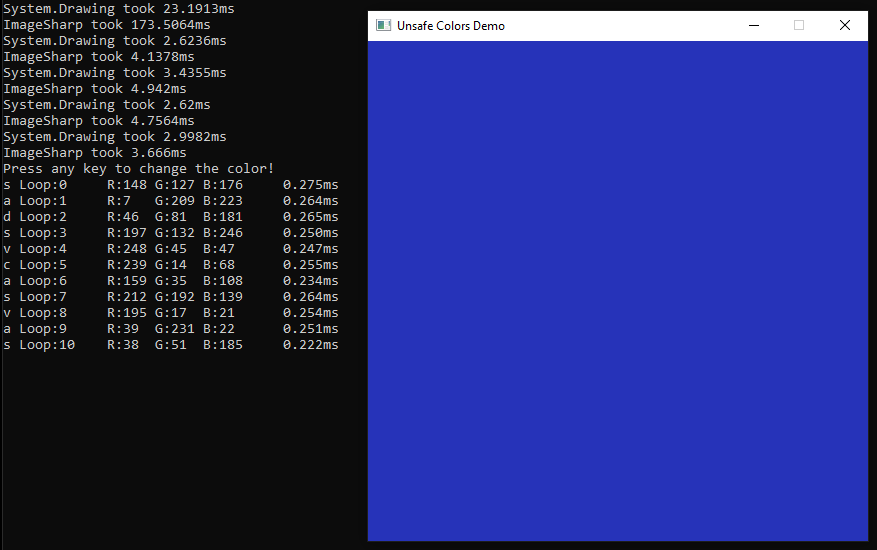 System.Drawing took 23.1913ms
ImageSharp took 173.5064ms
System.Drawing took 2.6236ms
ImageSharp took 4.1378ms
System.Drawing took 3.4355ms
ImageSharp took 4.942ms
System.Drawing took 2.62ms
ImageSharp took 4.7564ms
System.Drawing took 2.9982ms
ImageSharp took 3.666ms
Press any key to change the color!
s Loop:0 R:148 G:127 B:176 0.275ms
a Loop:1 R:7 G:209 B:223 0.264ms
d Loop:2 R:46 G:81 B:181 0.265ms
s Loop:3 R:197 G:132 B:246 0.250ms
v Loop:4 R:248 G:45 B:47 0.247ms
c Loop:5 R:239 G:14 B:68 0.255ms
a Loop:6 R:159 G:35 B:108 0.234ms
s Loop:7 R:212 G:192 B:139 0.264ms
v Loop:8 R:195 G:17 B:21 0.254ms
a Loop:9 R:39 G:231 B:22 0.251ms
s Loop:10 R:38 G:51 B:185 0.222ms
Unsafe Colors Demo